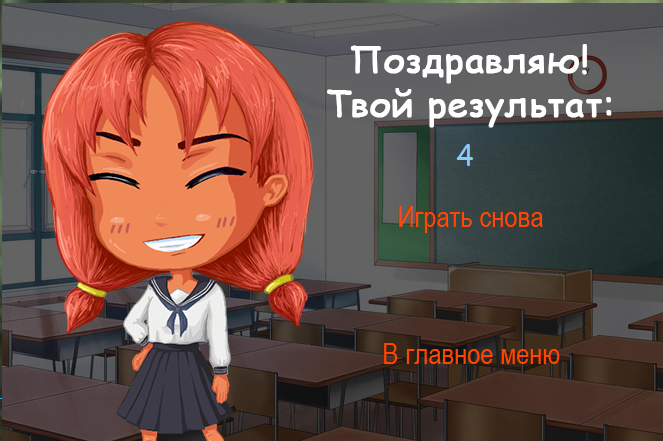 Поздравляю!
Твой результат:
4
Играть снова
В главное меню